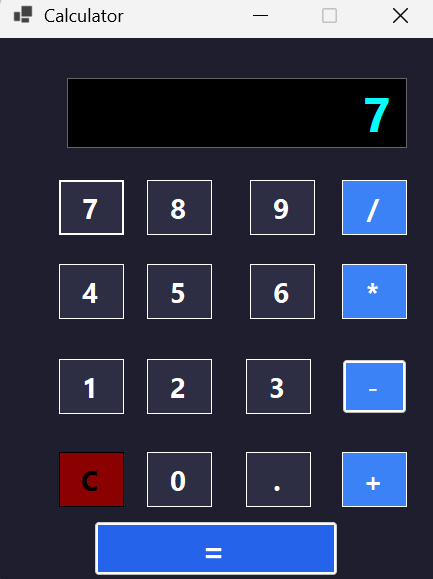 Calculator
7
7 8 9 /
4 5 6 *
1 2 3 -
C 0 . +
=